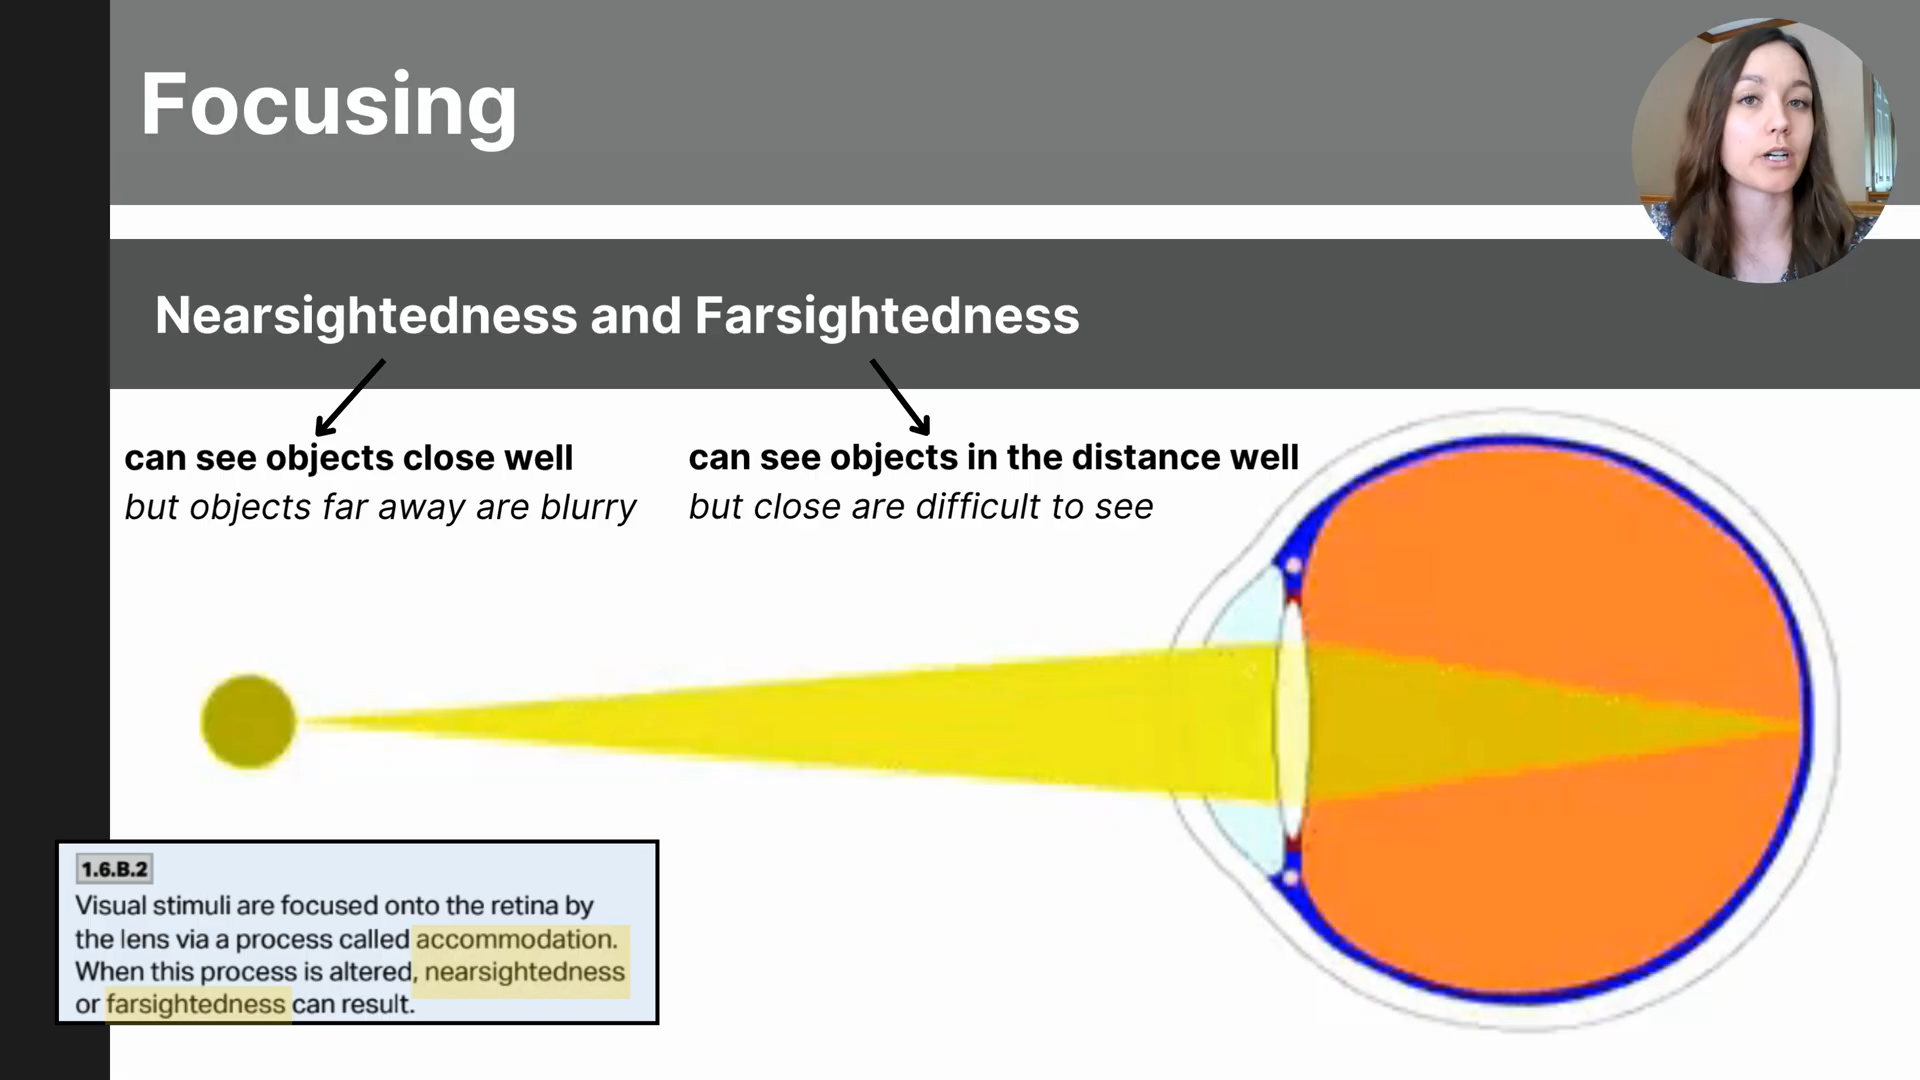 Focusing
Nearsightedness and Farsightedness
can see objects close well
but objects far away are blurry
can see objects in the distance well
but close are difficult to see
1.6.B.2
Visual stimuli are focused onto the retina by
the lens via a process called accommodation.
When this process is altered, nearsightedness
or farsightedness can result.